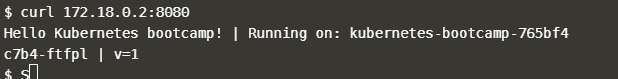 $ curl 172.18.0.2:8080
Hello Kubernetes bootcamp! | Running on: kubernetes-bootcamp-765bf4
c7b4-ftfpl | v=1
$ S